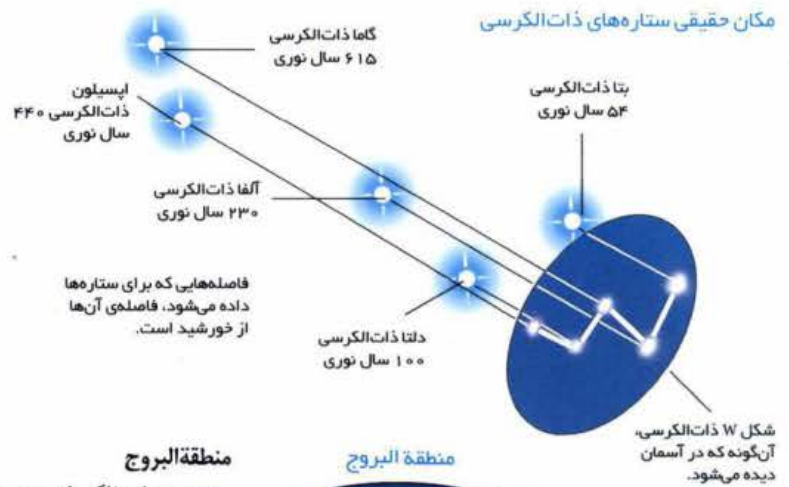 مکان حقیقی ستاره‌های ذات‌الکرسی
گاما ذات‌الکرسی
۶۱۵ سال نوری
بتا ذات‌الکرسی
۵۴ سال نوری
اپسیلون
ذات‌الکرسی ۴۴۰
سال نوری
آلفا ذات‌الکرسی
۲۳۰ سال نوری
فاصله‌هایی که برای ستاره‌ها
داده می‌شود، فاصله‌ی آن‌ها
از خورشید است.
دلتا ذات‌الکرسی
۱۰۰ سال نوری
شکل W ذات‌الکرسی،
آن‌گونه که در آسمان
دیده می‌شود.
منطقة البروج
منطقةالبروج